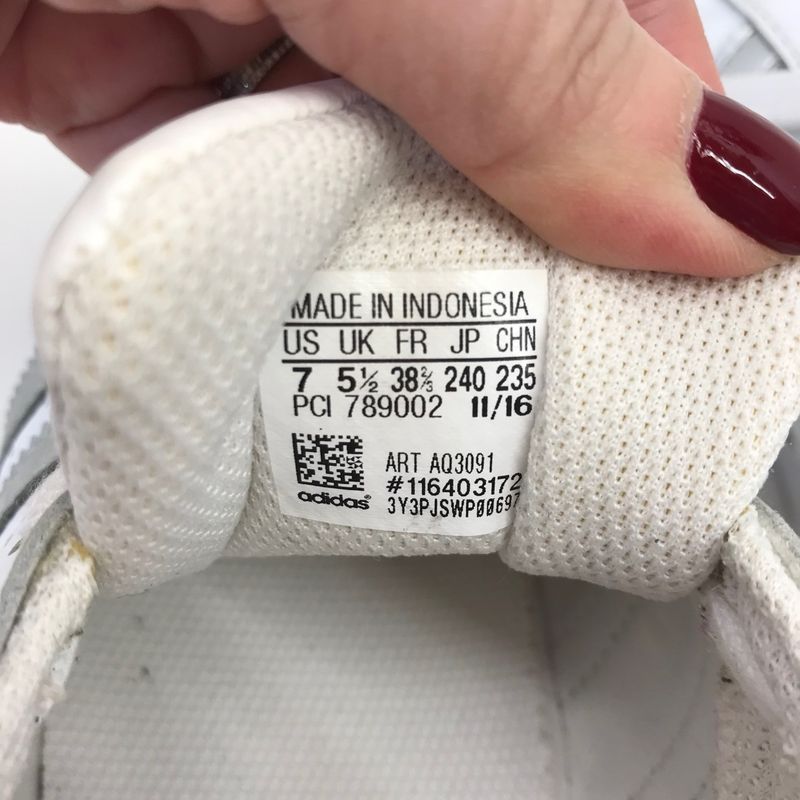 MADE IN INDONESIA
US UK FR JP CHN
7 5½ 38⅔ 240 235
PCI 789002 11/16
ART AQ3091
#116403172
adidas® 3Y3PJSWP00697